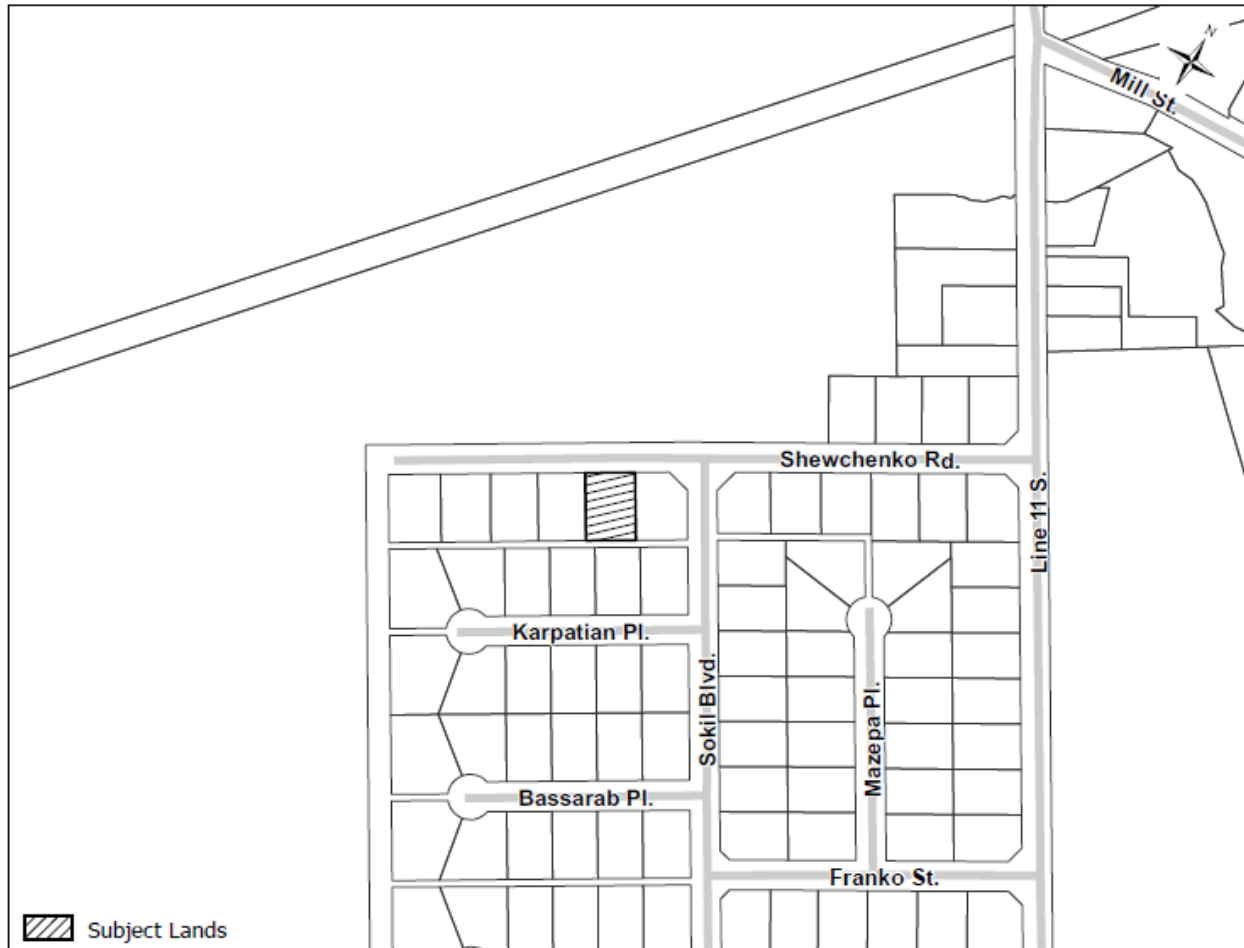 N
Mill St.
Shewchenko Rd.
Line 11 S.
Karpatian Pl.
Sokil Blvd.
Mazepa Pl.
Bassarab Pl.
Franko St.
Subject Lands